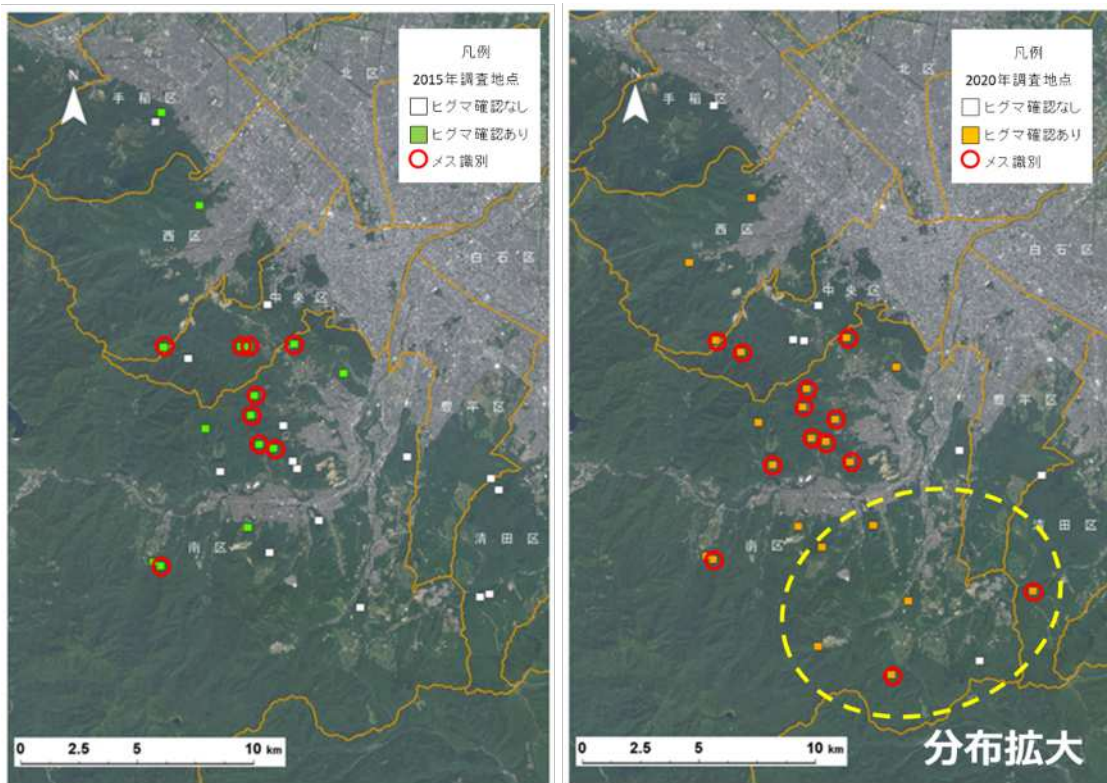 凡例
2015年調査地点
ヒグマ確認なし
ヒグマ確認あり
メス識別
N
手稲区
北区
西区
白石区
中央区
豊平区
清田区
南区
0 2.5 5 10 km
凡例
2020年調査地点
ヒグマ確認なし
ヒグマ確認あり
メス識別
N
手稲区
北区
西区
白石区
中央区
豊平区
清田区
南区
0 2.5 5 10 km
分布拡大